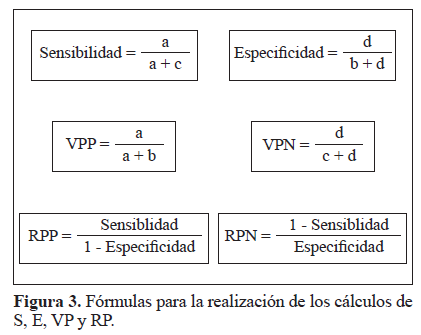 Sensibilidad = a / a + c
Especificidad = d / b + d
VPP = a / a + b
VPN = d / c + d
RPP = Sensiblidad / 1 - Especificidad
RPN = 1 - Sensiblidad / Especificidad
Figura 3. Fórmulas para la realización de los cálculos de
S, E, VP y RP.